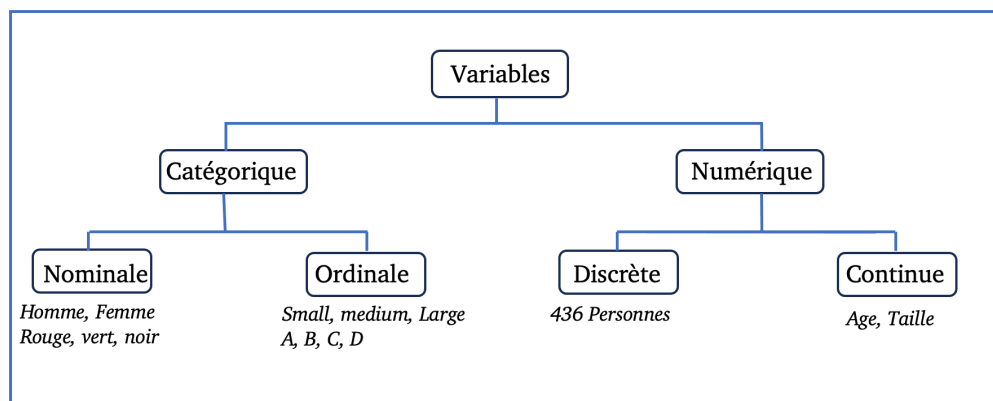 Variables
Catégorique
Numérique
Nominale
Homme, Femme
Rouge, vert, noir
Ordinale
Small, medium, Large
A, B, C, D
Discrète
436 Personnes
Continue
Age, Taille